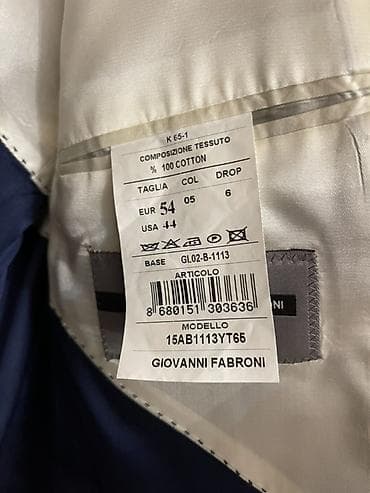 K 65-1
COMPOSIZIONE TESSUTO
% 100 COTTON
TAGLIA COL DROP
EUR 54 05 6
USA 44
BASE GL02-B-1113
ARTICOLO
8 680151 303636
MODELLO
15AB1113YT65
GIOVANNI FABRONI